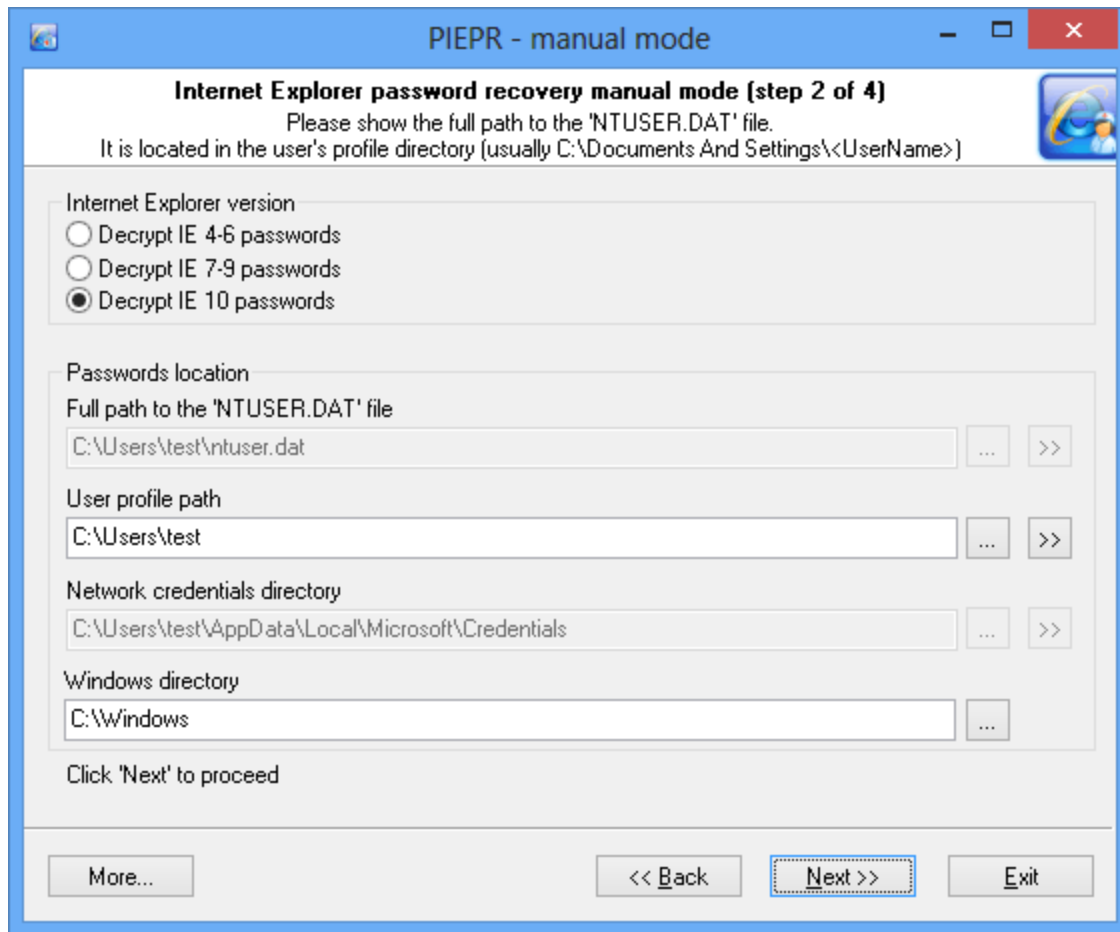 PIEPR - manual mode
Internet Explorer password recovery manual mode (step 2 of 4)
Please show the full path to the 'NTUSER.DAT' file.
It is located in the user's profile directory (usually C:\Documents And Settings\<UserName>)
Internet Explorer version
Decrypt IE 4-6 passwords
Decrypt IE 7-9 passwords
Decrypt IE 10 passwords
Passwords location
Full path to the 'NTUSER.DAT' file
C:\Users\test\ntuser.dat ... >>
User profile path
C:\Users\test ... >>
Network credentials directory
C:\Users\test\AppData\Local\Microsoft\Credentials ... >>
Windows directory
C:\Windows ...
Click 'Next' to proceed
More... << Back Next >> Exit